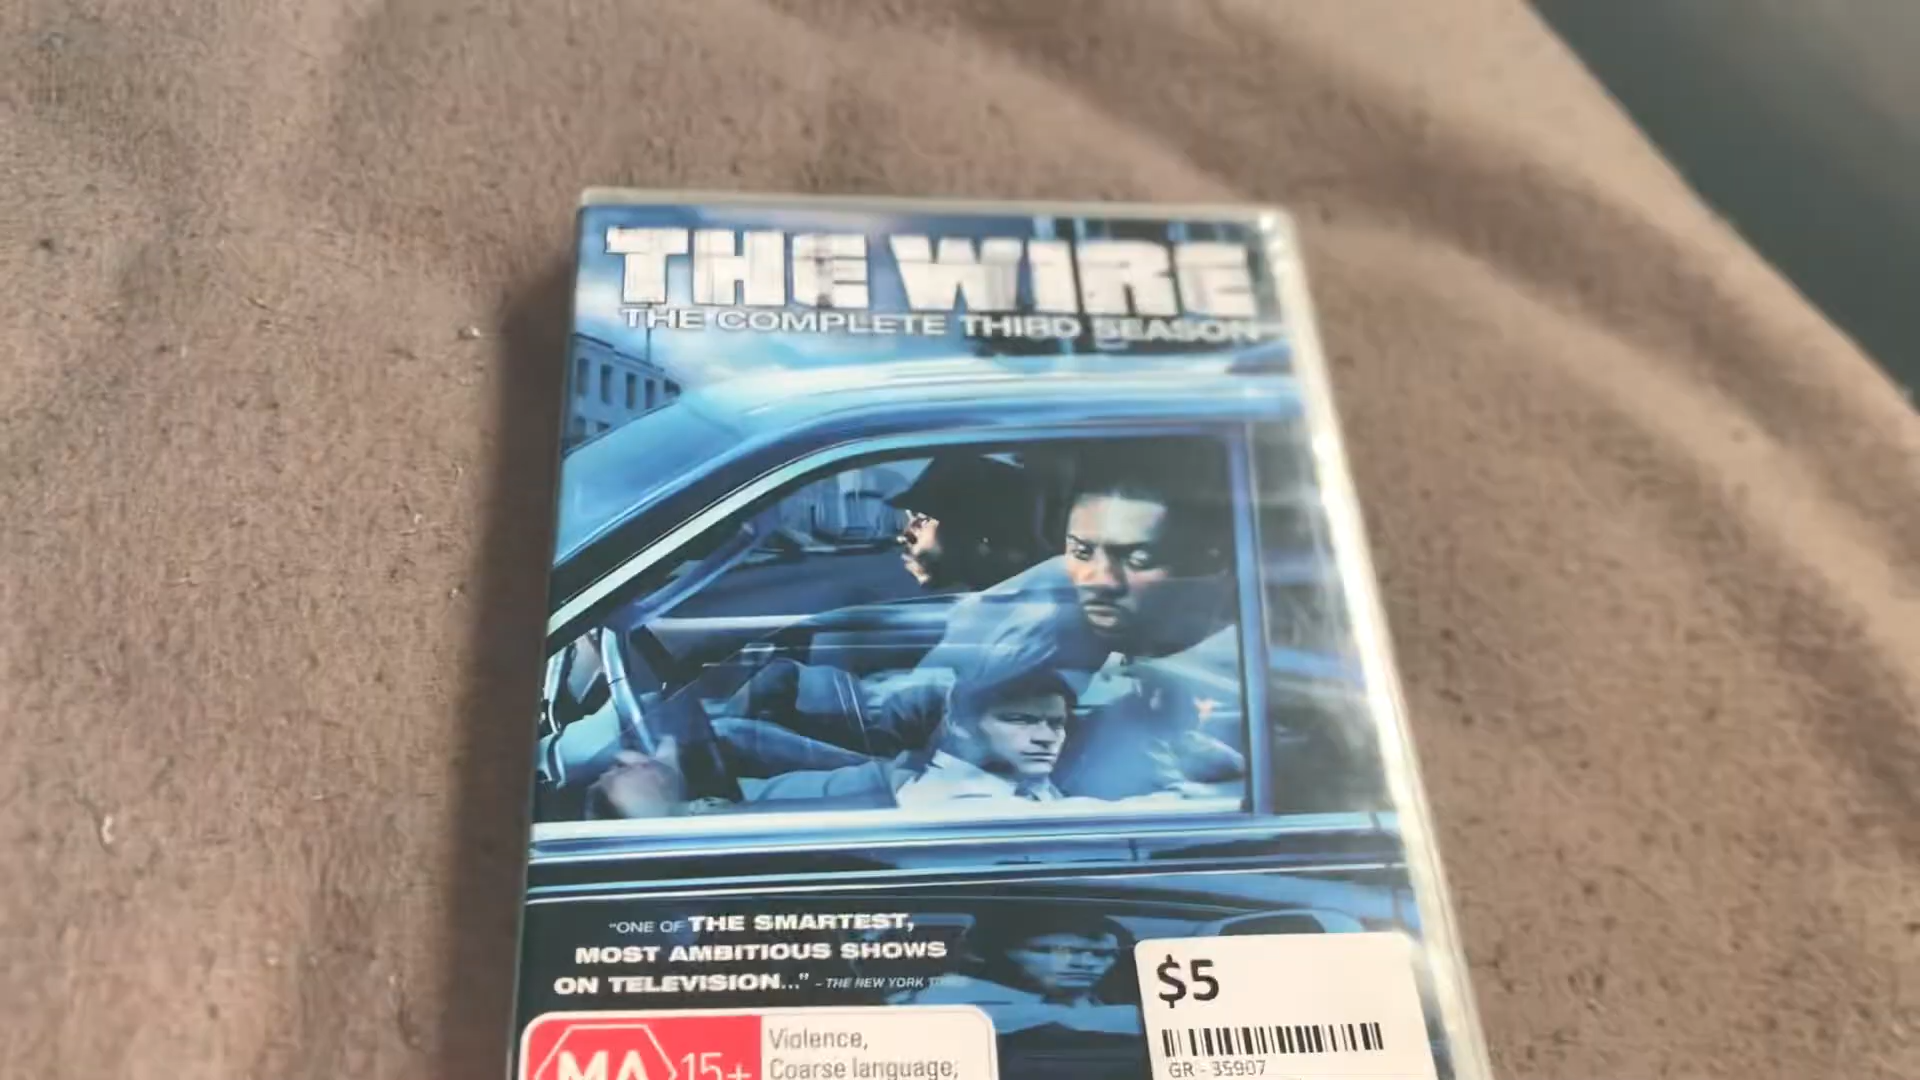 THE WIRE
THE COMPLETE THIRD SEASON
"ONE OF THE SMARTEST,
MOST AMBITIOUS SHOWS
ON TELEVISION..." – THE NEW YORK
MA 15+
Violence,
Coarse language,
$5
GR - 35907